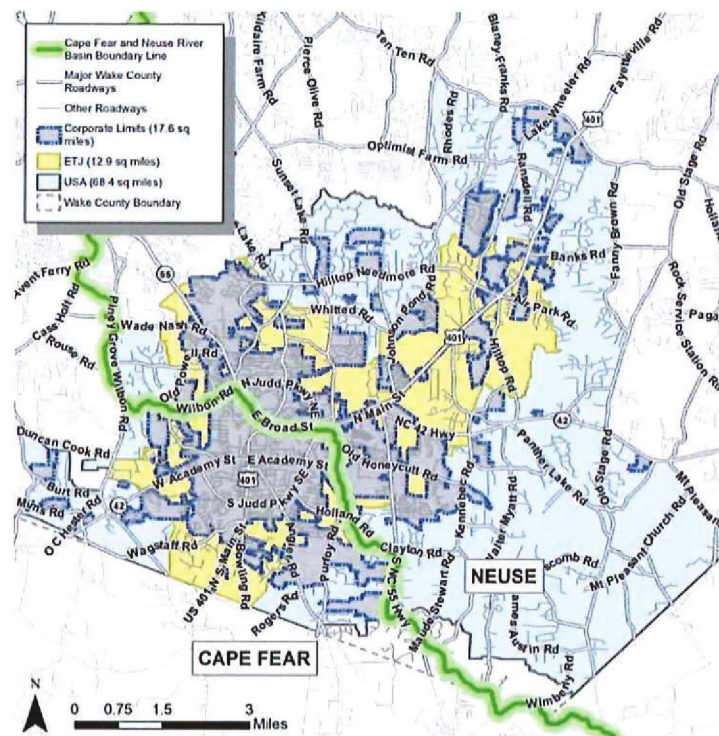 Cape Fear and Neuse River
Basin Boundary Line
Major Wake County
Roadways
Other Roadways
Corporate Limits (17.6 sq
miles)
ETJ (12.9 sq miles)
USA (68.4 sq miles)
Wake County Boundary
Kildaire Farm Rd
Pierce Olive Rd
Ten Ten Rd
Blaney Franks Rd
Lake Wheeler Rd
Fayetteville Rd
401
Rhodes Rd
Optimist Farm Rd
Ransdell Rd
Old Stage Rd
Sunset Lake Rd
Fanny Brown Rd
Lake Rd
Hilltop Needmore Rd
Banks Rd
Avent Ferry Rd
55
Johnson Pond Rd
Rock Service Station Rd
Cass Holt Rd
Whitted Rd
Air Park Rd
Piney Grove Wilbon Rd
Wade Nash Rd
401
Rouse Rd
Hilltop Rd
N Judd Pkwy NE
Wilbon Rd
N Main St
E Broad St
NC 42 Hwy
42
Duncan Cook Rd
Old Honeycutt Rd
Panther Lake Rd
Old Stage Rd
W Academy St
E Academy St
401
Burt Rd
S Judd Pkwy SE
Kennebec Rd
Mt Pleasant Church Rd
42
Holland Rd
O C Hester Rd
Wagstaff Rd
Clayton Rd
US 401 N
S Main St
Bowling Rd
Purfoy Rd
S NC 55 Hwy
NEUSE
Rogers Rd
Maude Stewart Rd
James Austin Rd
CAPE FEAR
Wimberly Rd
N
0 0.75 1.5 3
Miles